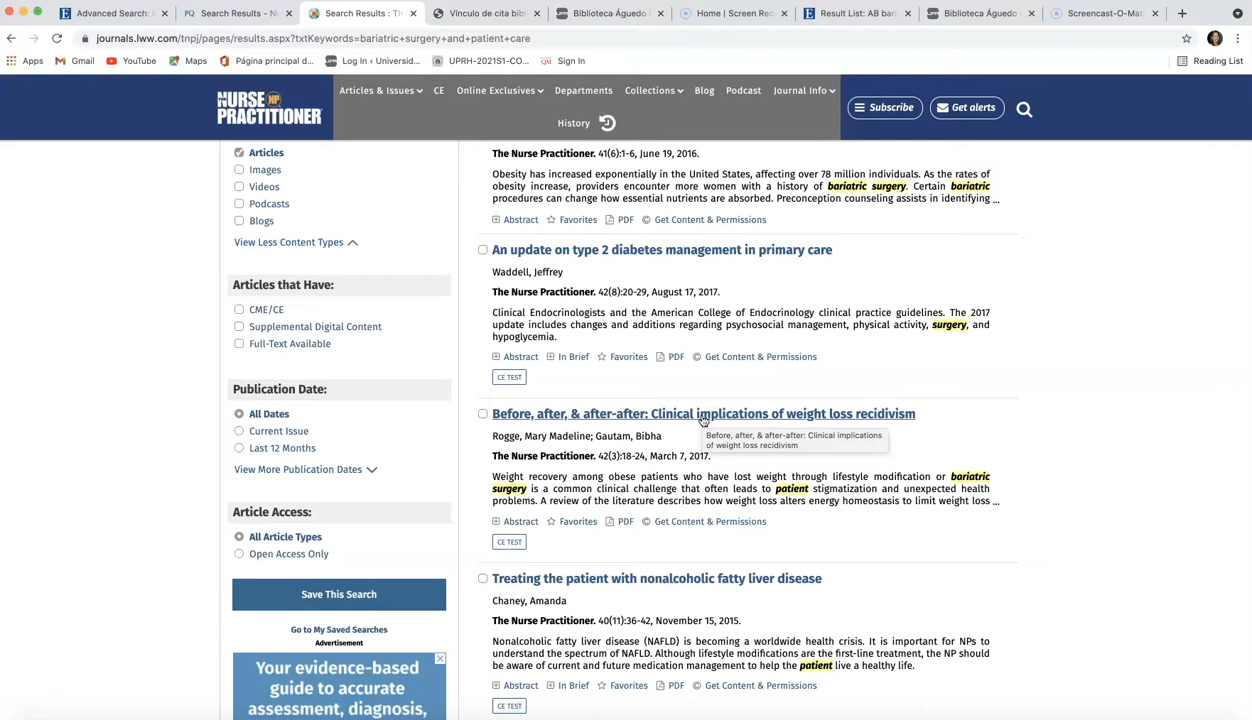 Advanced Search:
Search Results - N
Search Results : Th
Vínculo de cita bib
Biblioteca Águedo
Home | Screen Rec
Result List: AB bar
Biblioteca Águedo
Screencast-O-Mat
journals.lww.com/tnpj/pages/results.aspx?txtKeywords=bariatric+surgery+and+patient+care
Apps
Gmail
YouTube
Maps
Página principal d...
Log In ‹ Universid...
UPRH-2021S1-CO...
Sign In
Reading List
NURSE NP
PRACTITIONER
Articles & Issues
CE
Online Exclusives
Departments
Collections
Blog
Podcast
Journal Info
History
Subscribe
Get alerts
Articles
Images
Videos
Podcasts
Blogs
View Less Content Types
Articles that Have:
CME/CE
Supplemental Digital Content
Full-Text Available
Publication Date:
All Dates
Current Issue
Last 12 Months
View More Publication Dates
Article Access:
All Article Types
Open Access Only
Save This Search
Go to My Saved Searches
Advertisement
Your evidence-based
guide to accurate
assessment, diagnosis,
The Nurse Practitioner. 41(6):1-6, June 19, 2016.
Obesity has increased exponentially in the United States, affecting over 78 million individuals. As the rates of
obesity increase, providers encounter more women with a history of bariatric surgery. Certain bariatric
procedures can change how essential nutrients are absorbed. Preconception counseling assists in identifying ...
Abstract Favorites PDF © Get Content & Permissions
An update on type 2 diabetes management in primary care
Waddell, Jeffrey
The Nurse Practitioner. 42(8):20-29, August 17, 2017.
Clinical Endocrinologists and the American College of Endocrinology clinical practice guidelines. The 2017
update includes changes and additions regarding psychosocial management, physical activity, surgery, and
hypoglycemia.
Abstract In Brief Favorites PDF © Get Content & Permissions
CE TEST
Before, after, & after-after: Clinical implications of weight loss recidivism
Rogge, Mary Madeline; Gautam, Bibha
Before, after, & after-after: Clinical implications
of weight loss recidivism
The Nurse Practitioner. 42(3):18-24, March 7, 2017.
Weight recovery among obese patients who have lost weight through lifestyle modification or bariatric
surgery is a common clinical challenge that often leads to patient stigmatization and unexpected health
problems. A review of the literature describes how weight loss alters energy homeostasis to limit weight loss ...
Abstract Favorites PDF © Get Content & Permissions
CE TEST
Treating the patient with nonalcoholic fatty liver disease
Chaney, Amanda
The Nurse Practitioner. 40(11):36-42, November 15, 2015.
Nonalcoholic fatty liver disease (NAFLD) is becoming a worldwide health crisis. It is important for NPs to
understand the spectrum of NAFLD. Although lifestyle modifications are the first-line treatment, the NP should
be aware of current and future medication management to help the patient live a healthy life.
Abstract In Brief Favorites PDF © Get Content & Permissions
CE TEST